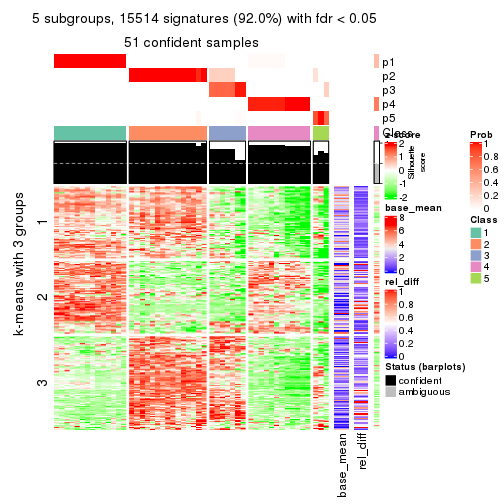 5 subgroups, 15514 signatures (92.0%) with fdr < 0.05
51 confident samples
p1
p2
p3
p4
p5
Class
Silhouette
score
k-means with 3 groups
1
2
3
base_mean
rel_diff
z-score
2
1
0
-1
-2
base_mean
8
6
4
2
0
rel_diff
1
0.8
0.6
0.4
0.2
0
Status (barplots)
confident
ambiguous
Prob
1
0.8
0.6
0.4
0.2
0
Class
1
2
3
4
5